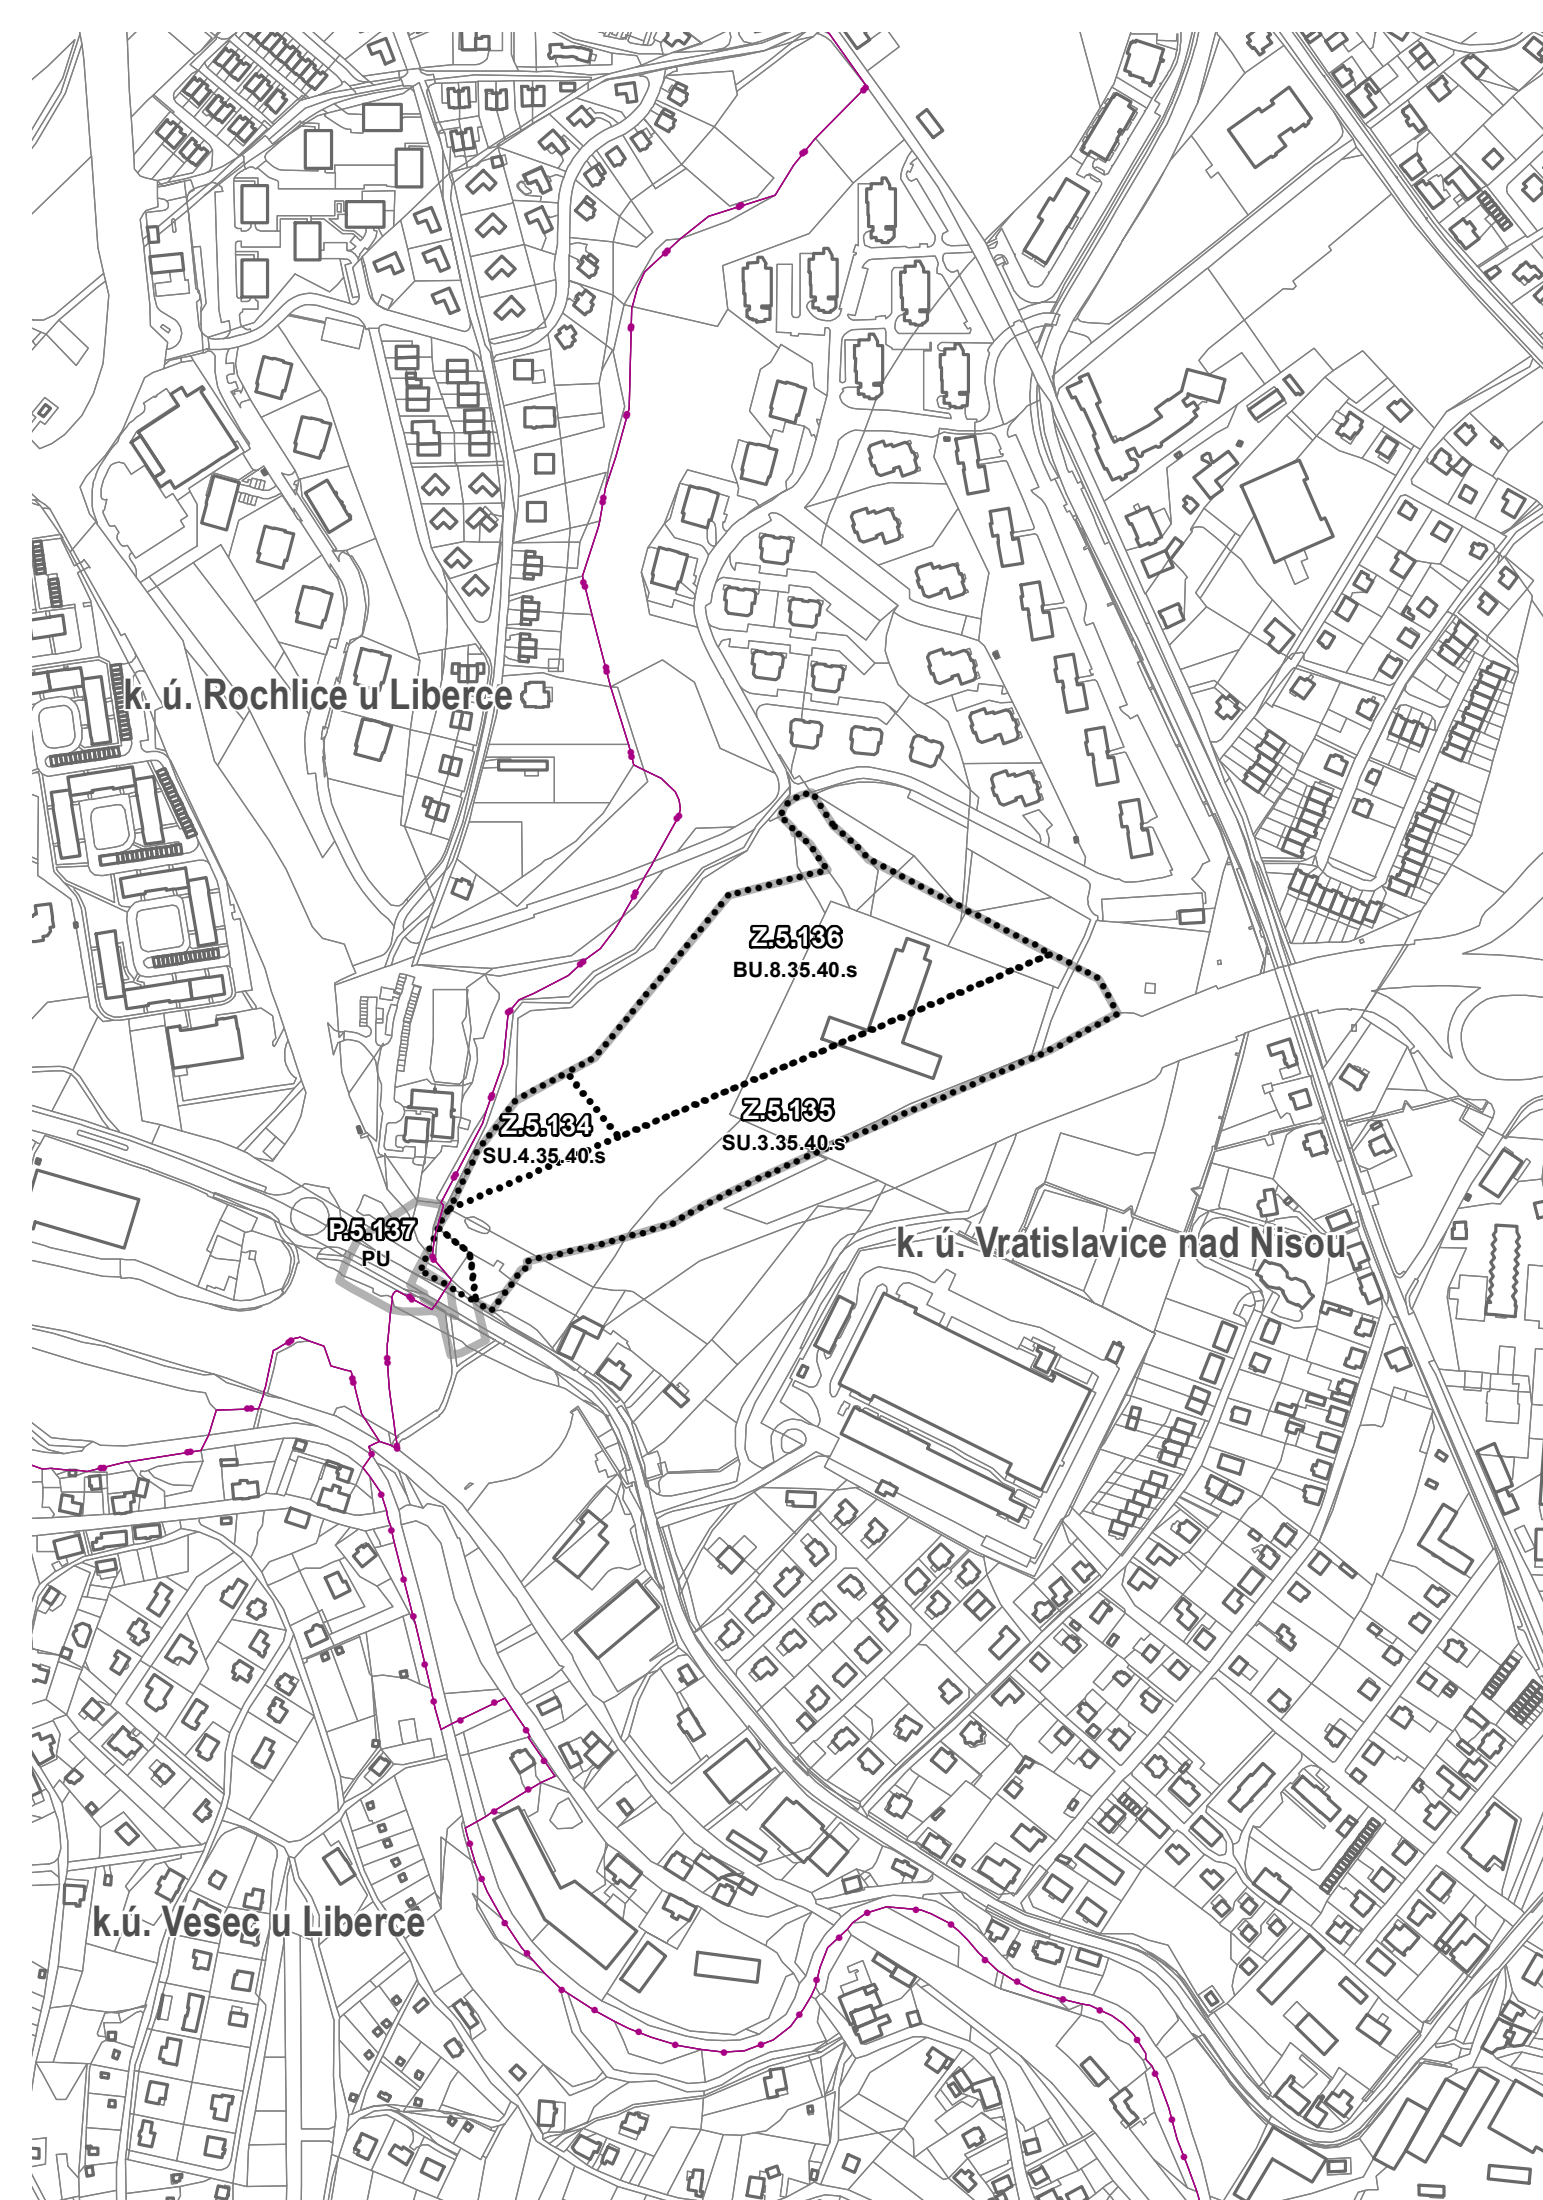 k. ú. Rochlice u Liberce
Z.5.136
BU.8.35.40.s
Z.5.135
SU.3.35.40.s
Z.5.134
SU.4.35.40.s
P.5.137
PU
k. ú. Vratislavice nad Nisou
k.ú. Vesec u Liberce